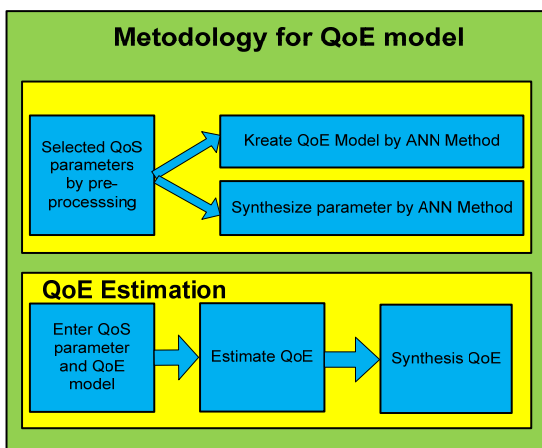 Metodology for QoE model
Selected QoS
parameters
by pre-
processsing
Kreate QoE Model by ANN Method
Synthesize parameter by ANN Method
QoE Estimation
Enter QoS
parameter
and QoE
model
Estimate QoE
Synthesis QoE